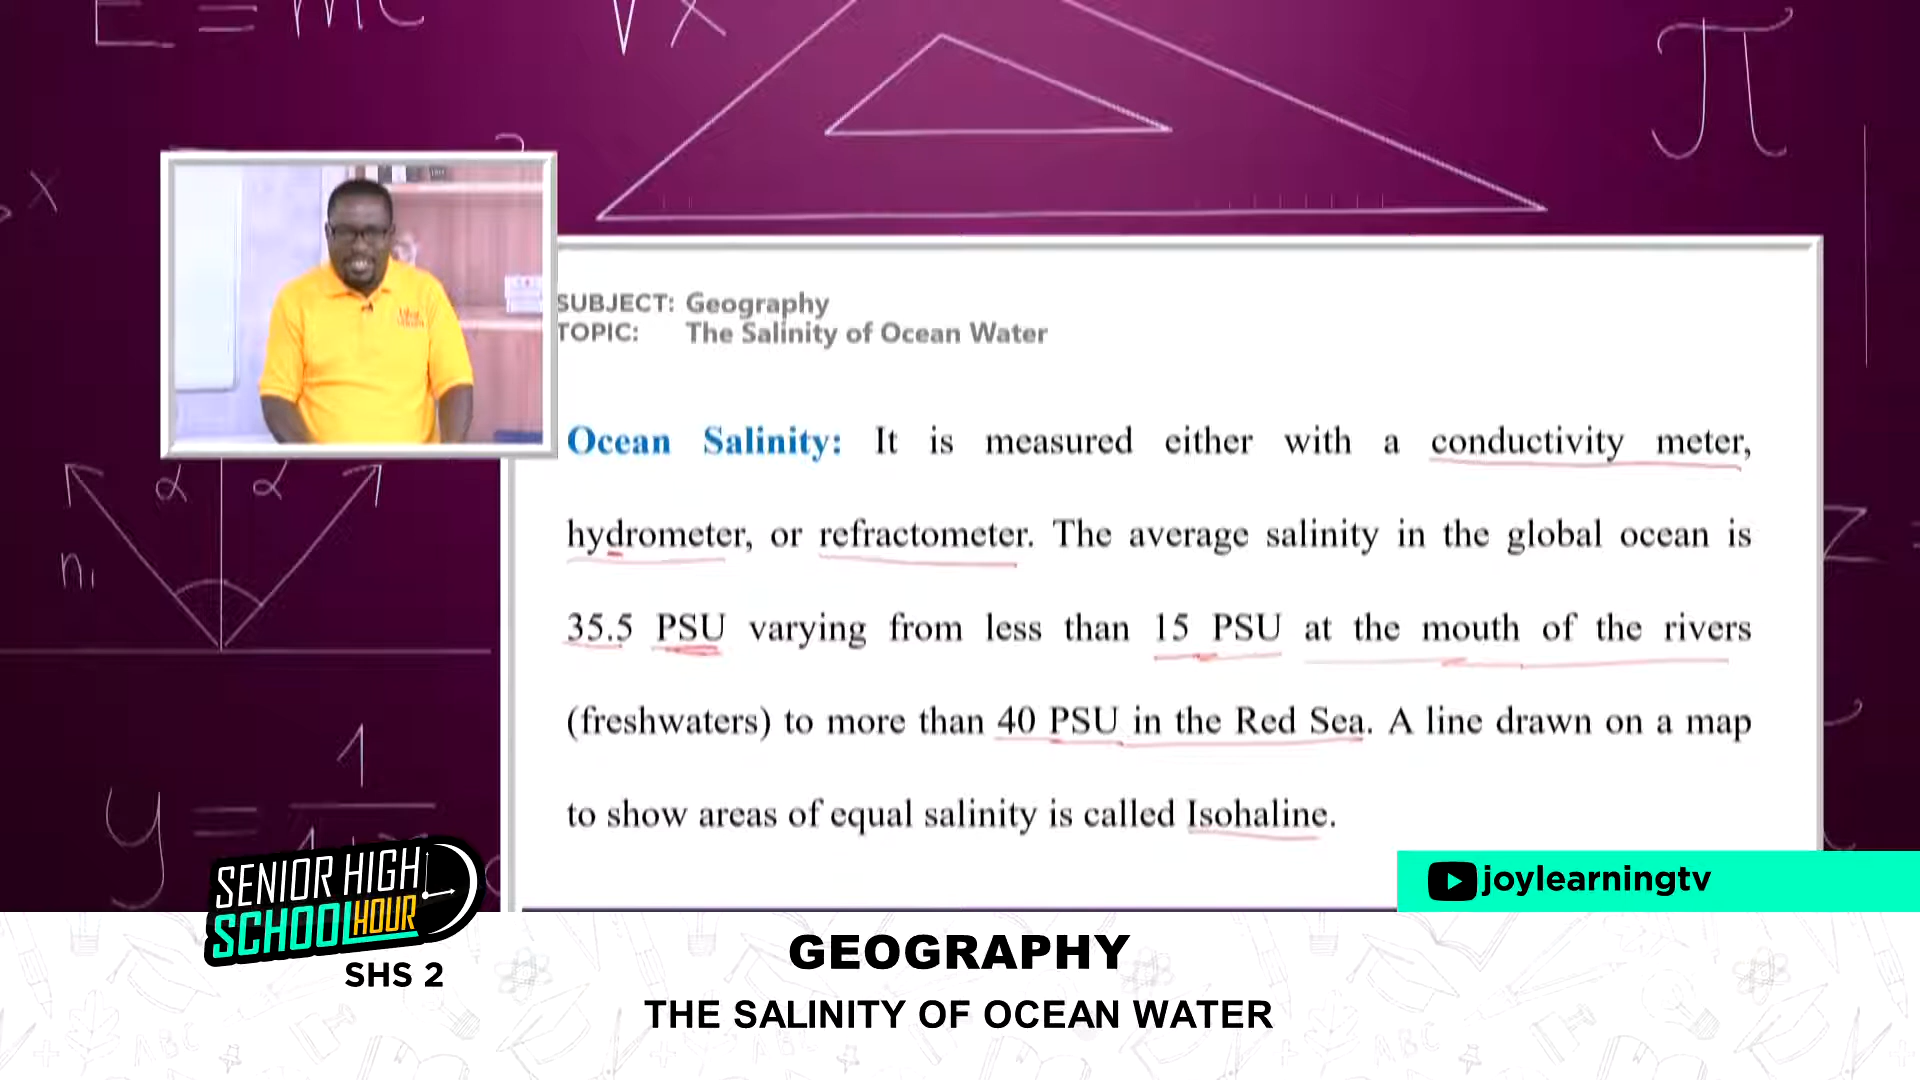 E = mc
√x
π
x
SUBJECT: Geography
TOPIC: The Salinity of Ocean Water
Ocean Salinity: It is measured either with a conductivity meter,
hydrometer, or refractometer. The average salinity in the global ocean is
35.5 PSU varying from less than 15 PSU at the mouth of the rivers
(freshwaters) to more than 40 PSU in the Red Sea. A line drawn on a map
to show areas of equal salinity is called Isohaline.
α α
n₁
z =
y = 1
SENIOR HIGH
SCHOOL HOUR
SHS 2
joylearningtv
GEOGRAPHY
THE SALINITY OF OCEAN WATER